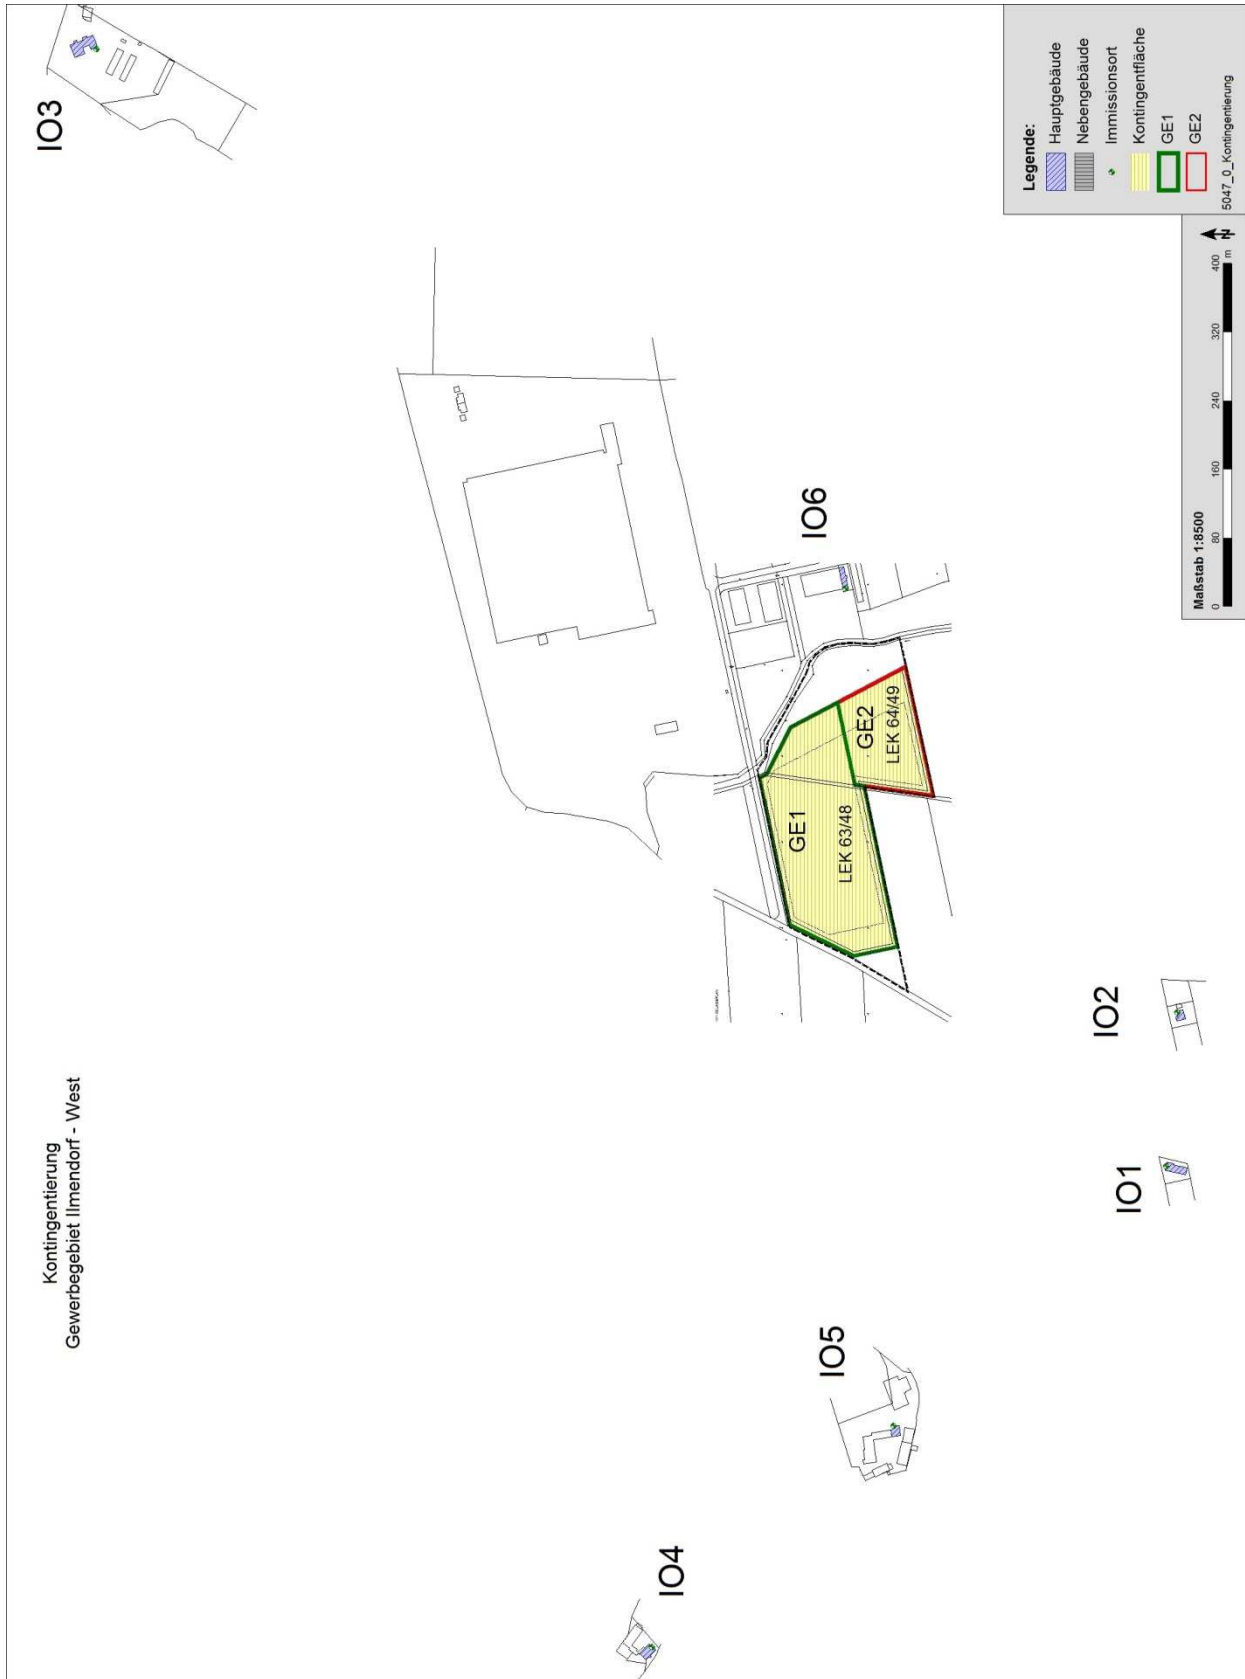 Kontingentierung
Gewerbegebiet Ilmendorf - West
IO3
IO6
GE1
LEK 63/48
GE2
LEK 64/49
IO2
IO1
IO5
IO4
Legende:
Hauptgebäude
Nebengebäude
Immissionsort
Kontingentfläche
GE1
GE2
5047_0_Kontingentierung
Maßstab 1:8500
0 80 160 240 320 400
m
N